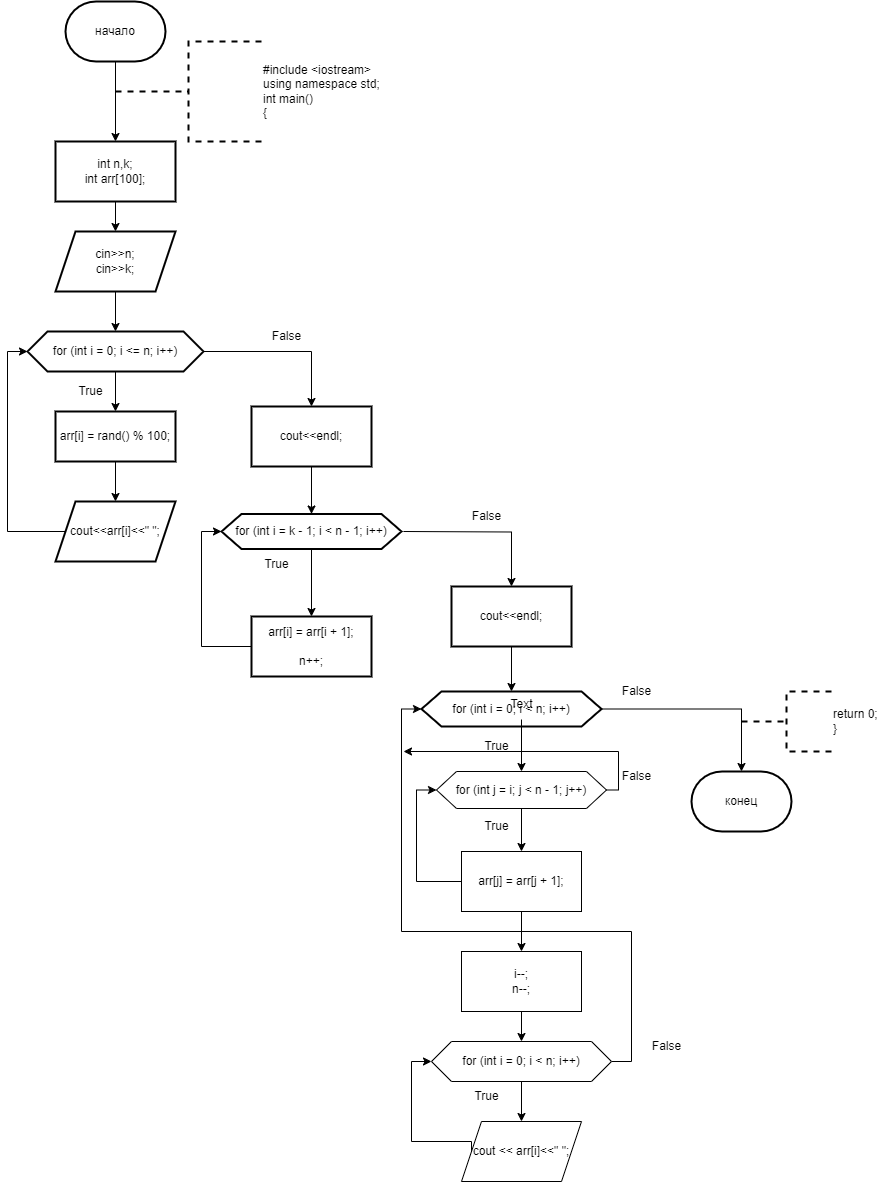 начало
#include <iostream>
using namespace std;
int main()
{
int n,k;
int arr[100];
cin>>n;
cin>>k;
for (int i = 0; i <= n; i++)
False
True
arr[i] = rand() % 100;
cout<<arr[i]<<" ";
cout<<endl;
for (int i = k - 1; i < n - 1; i++)
False
True
arr[i] = arr[i + 1];
n++;
cout<<endl;
Text
for (int i = 0; i < n; i++)
False
return 0;
}
True
False
for (int j = i; j < n - 1; j++)
конец
True
arr[j] = arr[j + 1];
i--;
n--;
for (int i = 0; i < n; i++)
False
True
cout << arr[i]<<" ";